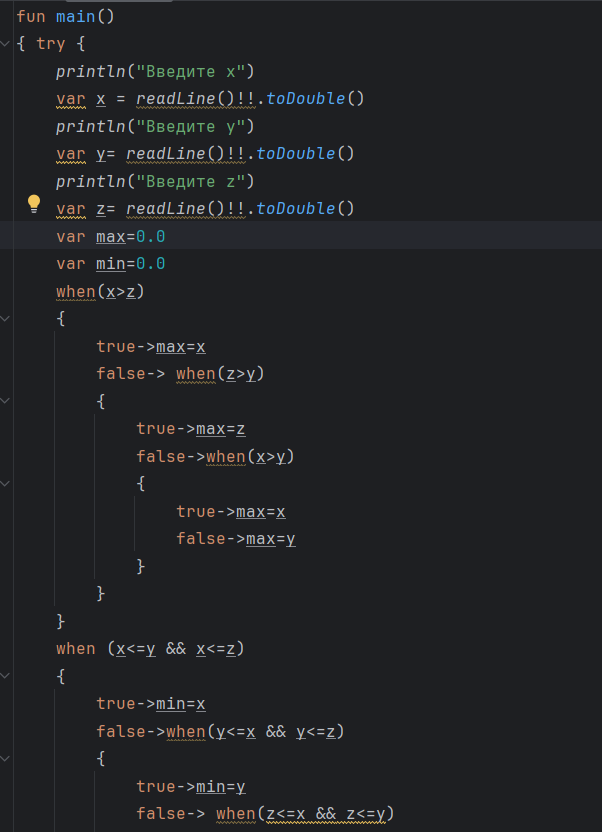 fun main()
{ try {
println("Введите x")
var x = readLine()!!.toDouble()
println("Введите y")
var y= readLine()!!.toDouble()
println("Введите z")
var z= readLine()!!.toDouble()
var max=0.0
var min=0.0
when(x>z)
{
true->max=x
false-> when(z>y)
{
true->max=z
false->when(x>y)
{
true->max=x
false->max=y
}
}
}
when (x<=y && x<=z)
{
true->min=x
false->when(y<=x && y<=z)
{
true->min=y
false-> when(z<=x && z<=y)